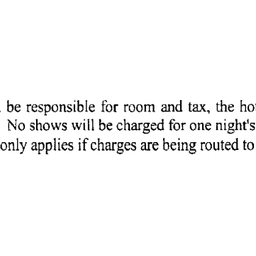 be responsible for room and tax, the
No shows will be charged for one night's
only applies if charges are being routed to